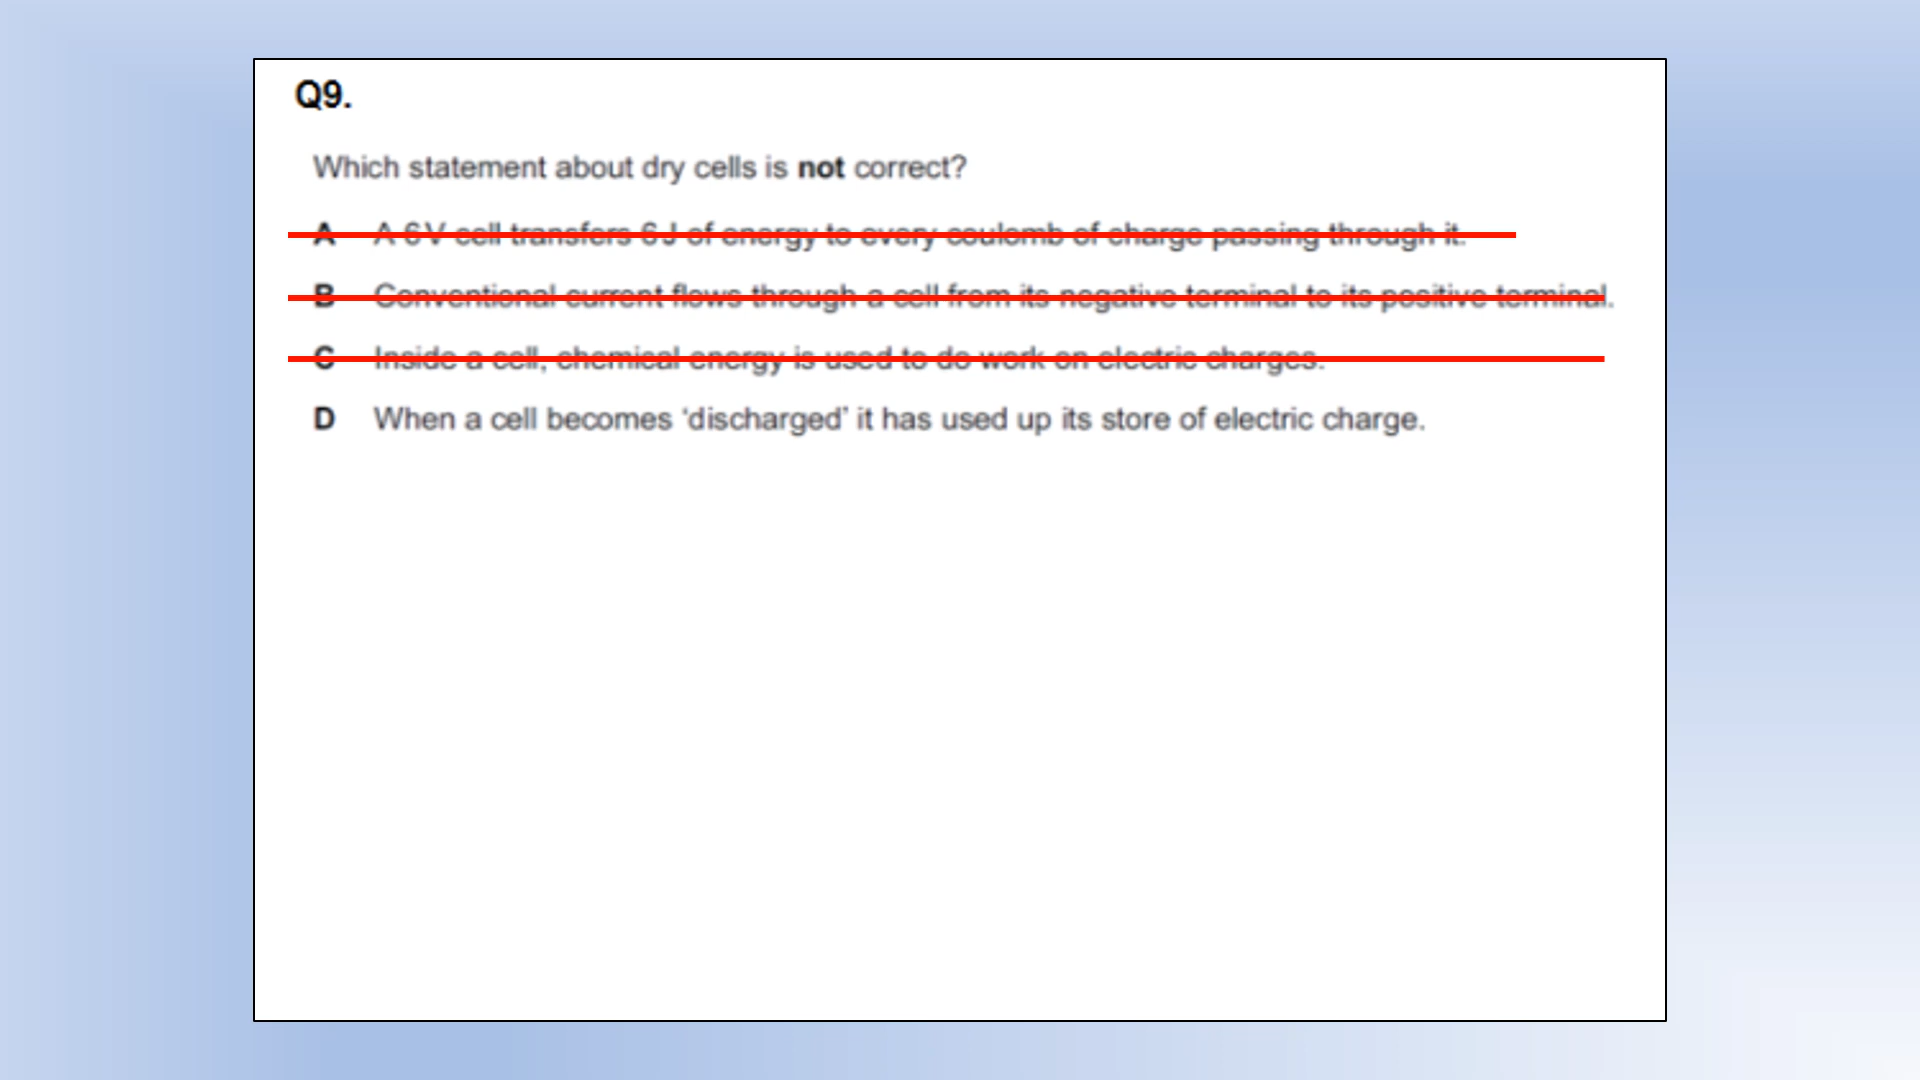 Q9.
Which statement about dry cells is not correct?
A A 6V cell transfers 6J of energy to every coulomb of charge passing through it.
B Conventional current flows through a cell from its negative terminal to its positive terminal.
C Inside a cell, chemical energy is used to do work on electric charges.
D When a cell becomes ‘discharged’ it has used up its store of electric charge.